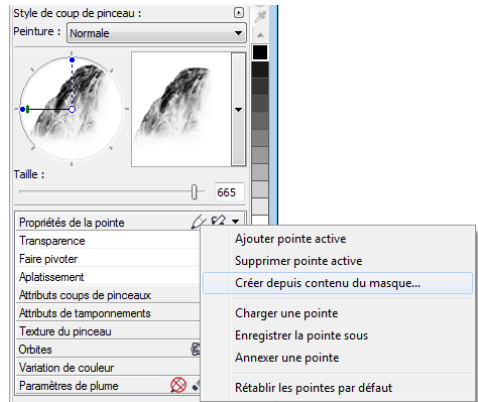 Style de coup de pinceau :
Peinture : Normale
Taille :
665
Propriétés de la pointe
Transparence
Faire pivoter
Aplatissement
Attributs coups de pinceaux
Attributs de tamponnements
Texture du pinceau
Orbites
Variation de couleur
Paramètres de plume
Ajouter pointe active
Supprimer pointe active
Créer depuis contenu du masque...
Charger une pointe
Enregistrer la pointe sous
Annexer une pointe
Rétablir les pointes par défaut